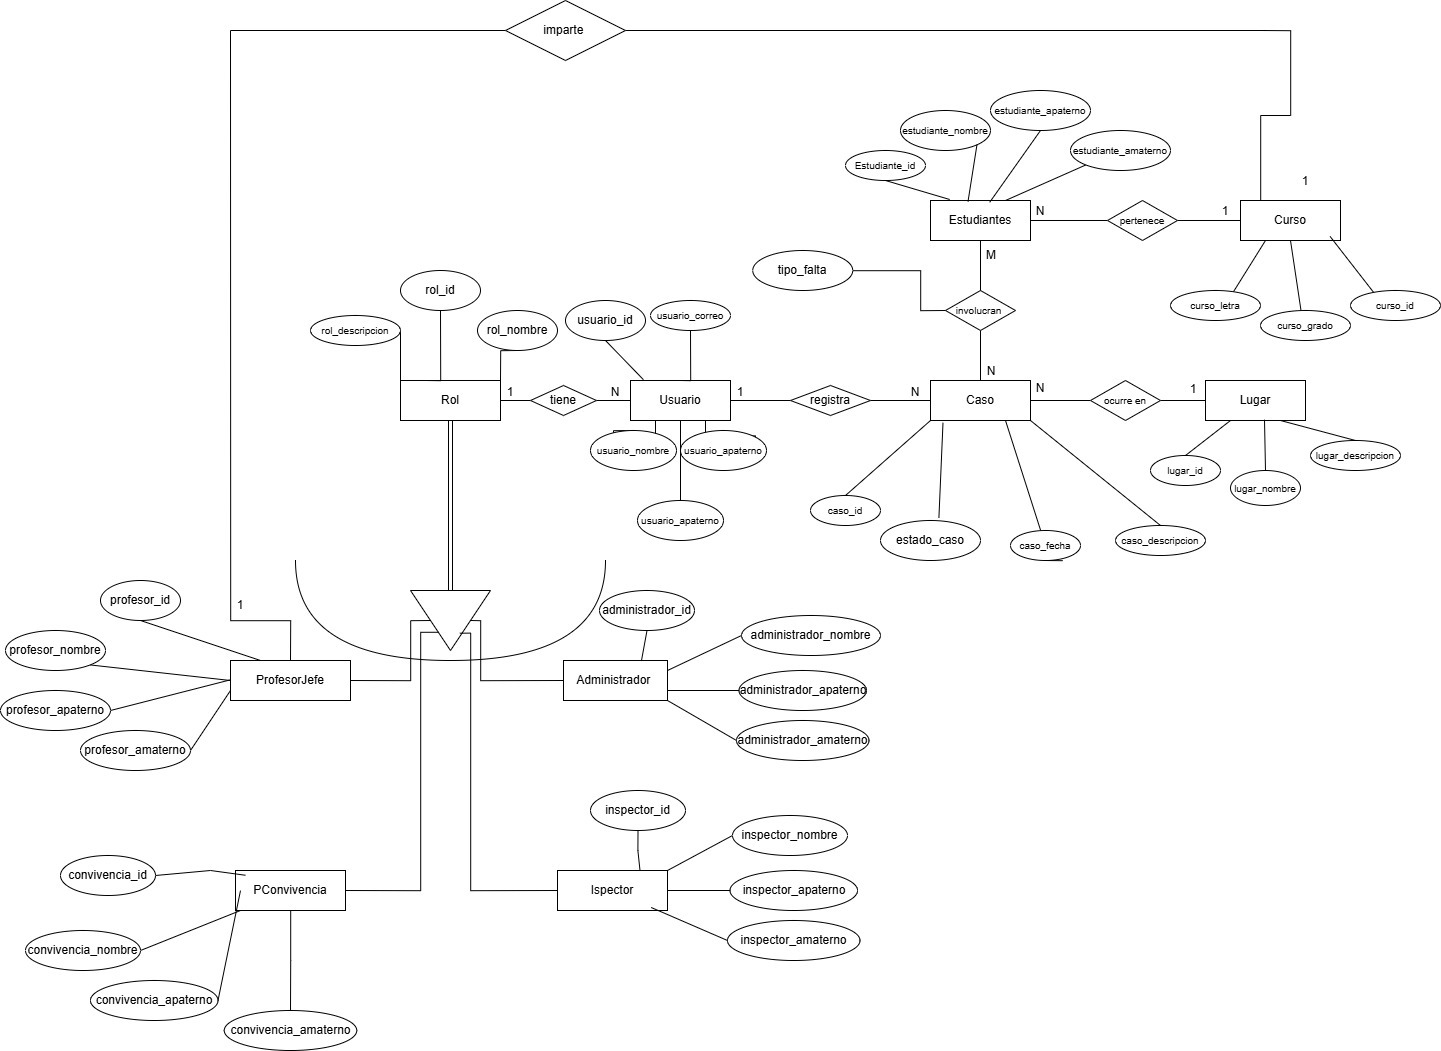 imparte
estudiante_apaterno
estudiante_nombre
estudiante_amaterno
Estudiante_id
1
Estudiantes
N
pertenece
1
Curso
M
tipo_falta
rol_id
involucran
curso_letra
curso_id
curso_grado
rol_descripcion
rol_nombre
usuario_id
usuario_correo
N
Rol
1
tiene
N
Usuario
1
registra
N
Caso
N
ocurre en
1
Lugar
usuario_nombre
usuario_apaterno
lugar_descripcion
lugar_id
lugar_nombre
caso_id
usuario_apaterno
estado_caso
caso_fecha
caso_descripcion
profesor_id
1
administrador_id
profesor_nombre
administrador_nombre
ProfesorJefe
Administrador
administrador_apaterno
profesor_apaterno
profesor_amaterno
administrador_amaterno
inspector_id
inspector_nombre
convivencia_id
PConvivencia
Ispector
inspector_apaterno
convivencia_nombre
inspector_amaterno
convivencia_apaterno
convivencia_amaterno